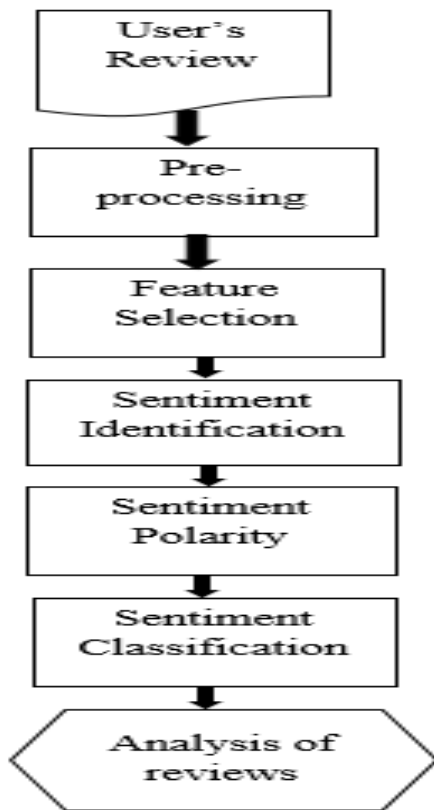 User's
Review
Pre-
processing
Feature
Selection
Sentiment
Identification
Sentiment
Polarity
Sentiment
Classification
Analysis of
reviews